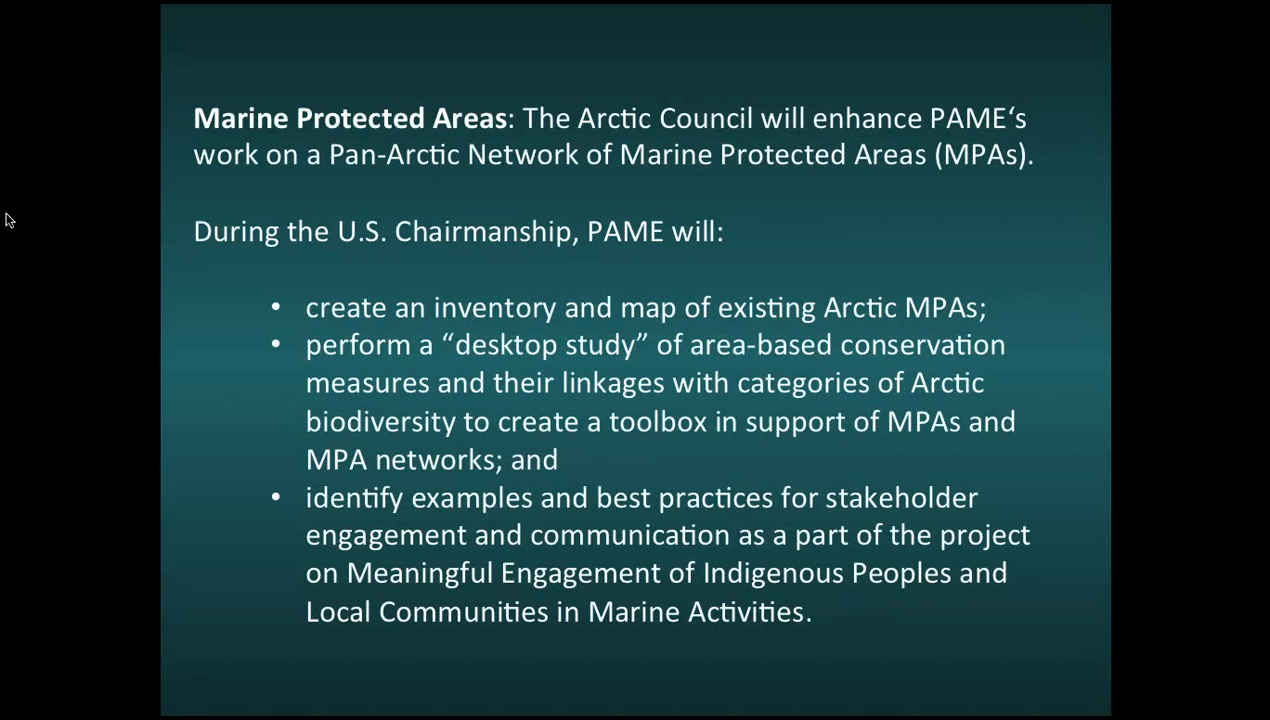 Marine Protected Areas: The Arctic Council will enhance PAME‘s
work on a Pan-Arctic Network of Marine Protected Areas (MPAs).
During the U.S. Chairmanship, PAME will:
• create an inventory and map of existing Arctic MPAs;
• perform a “desktop study” of area-based conservation
measures and their linkages with categories of Arctic
biodiversity to create a toolbox in support of MPAs and
MPA networks; and
• identify examples and best practices for stakeholder
engagement and communication as a part of the project
on Meaningful Engagement of Indigenous Peoples and
Local Communities in Marine Activities.